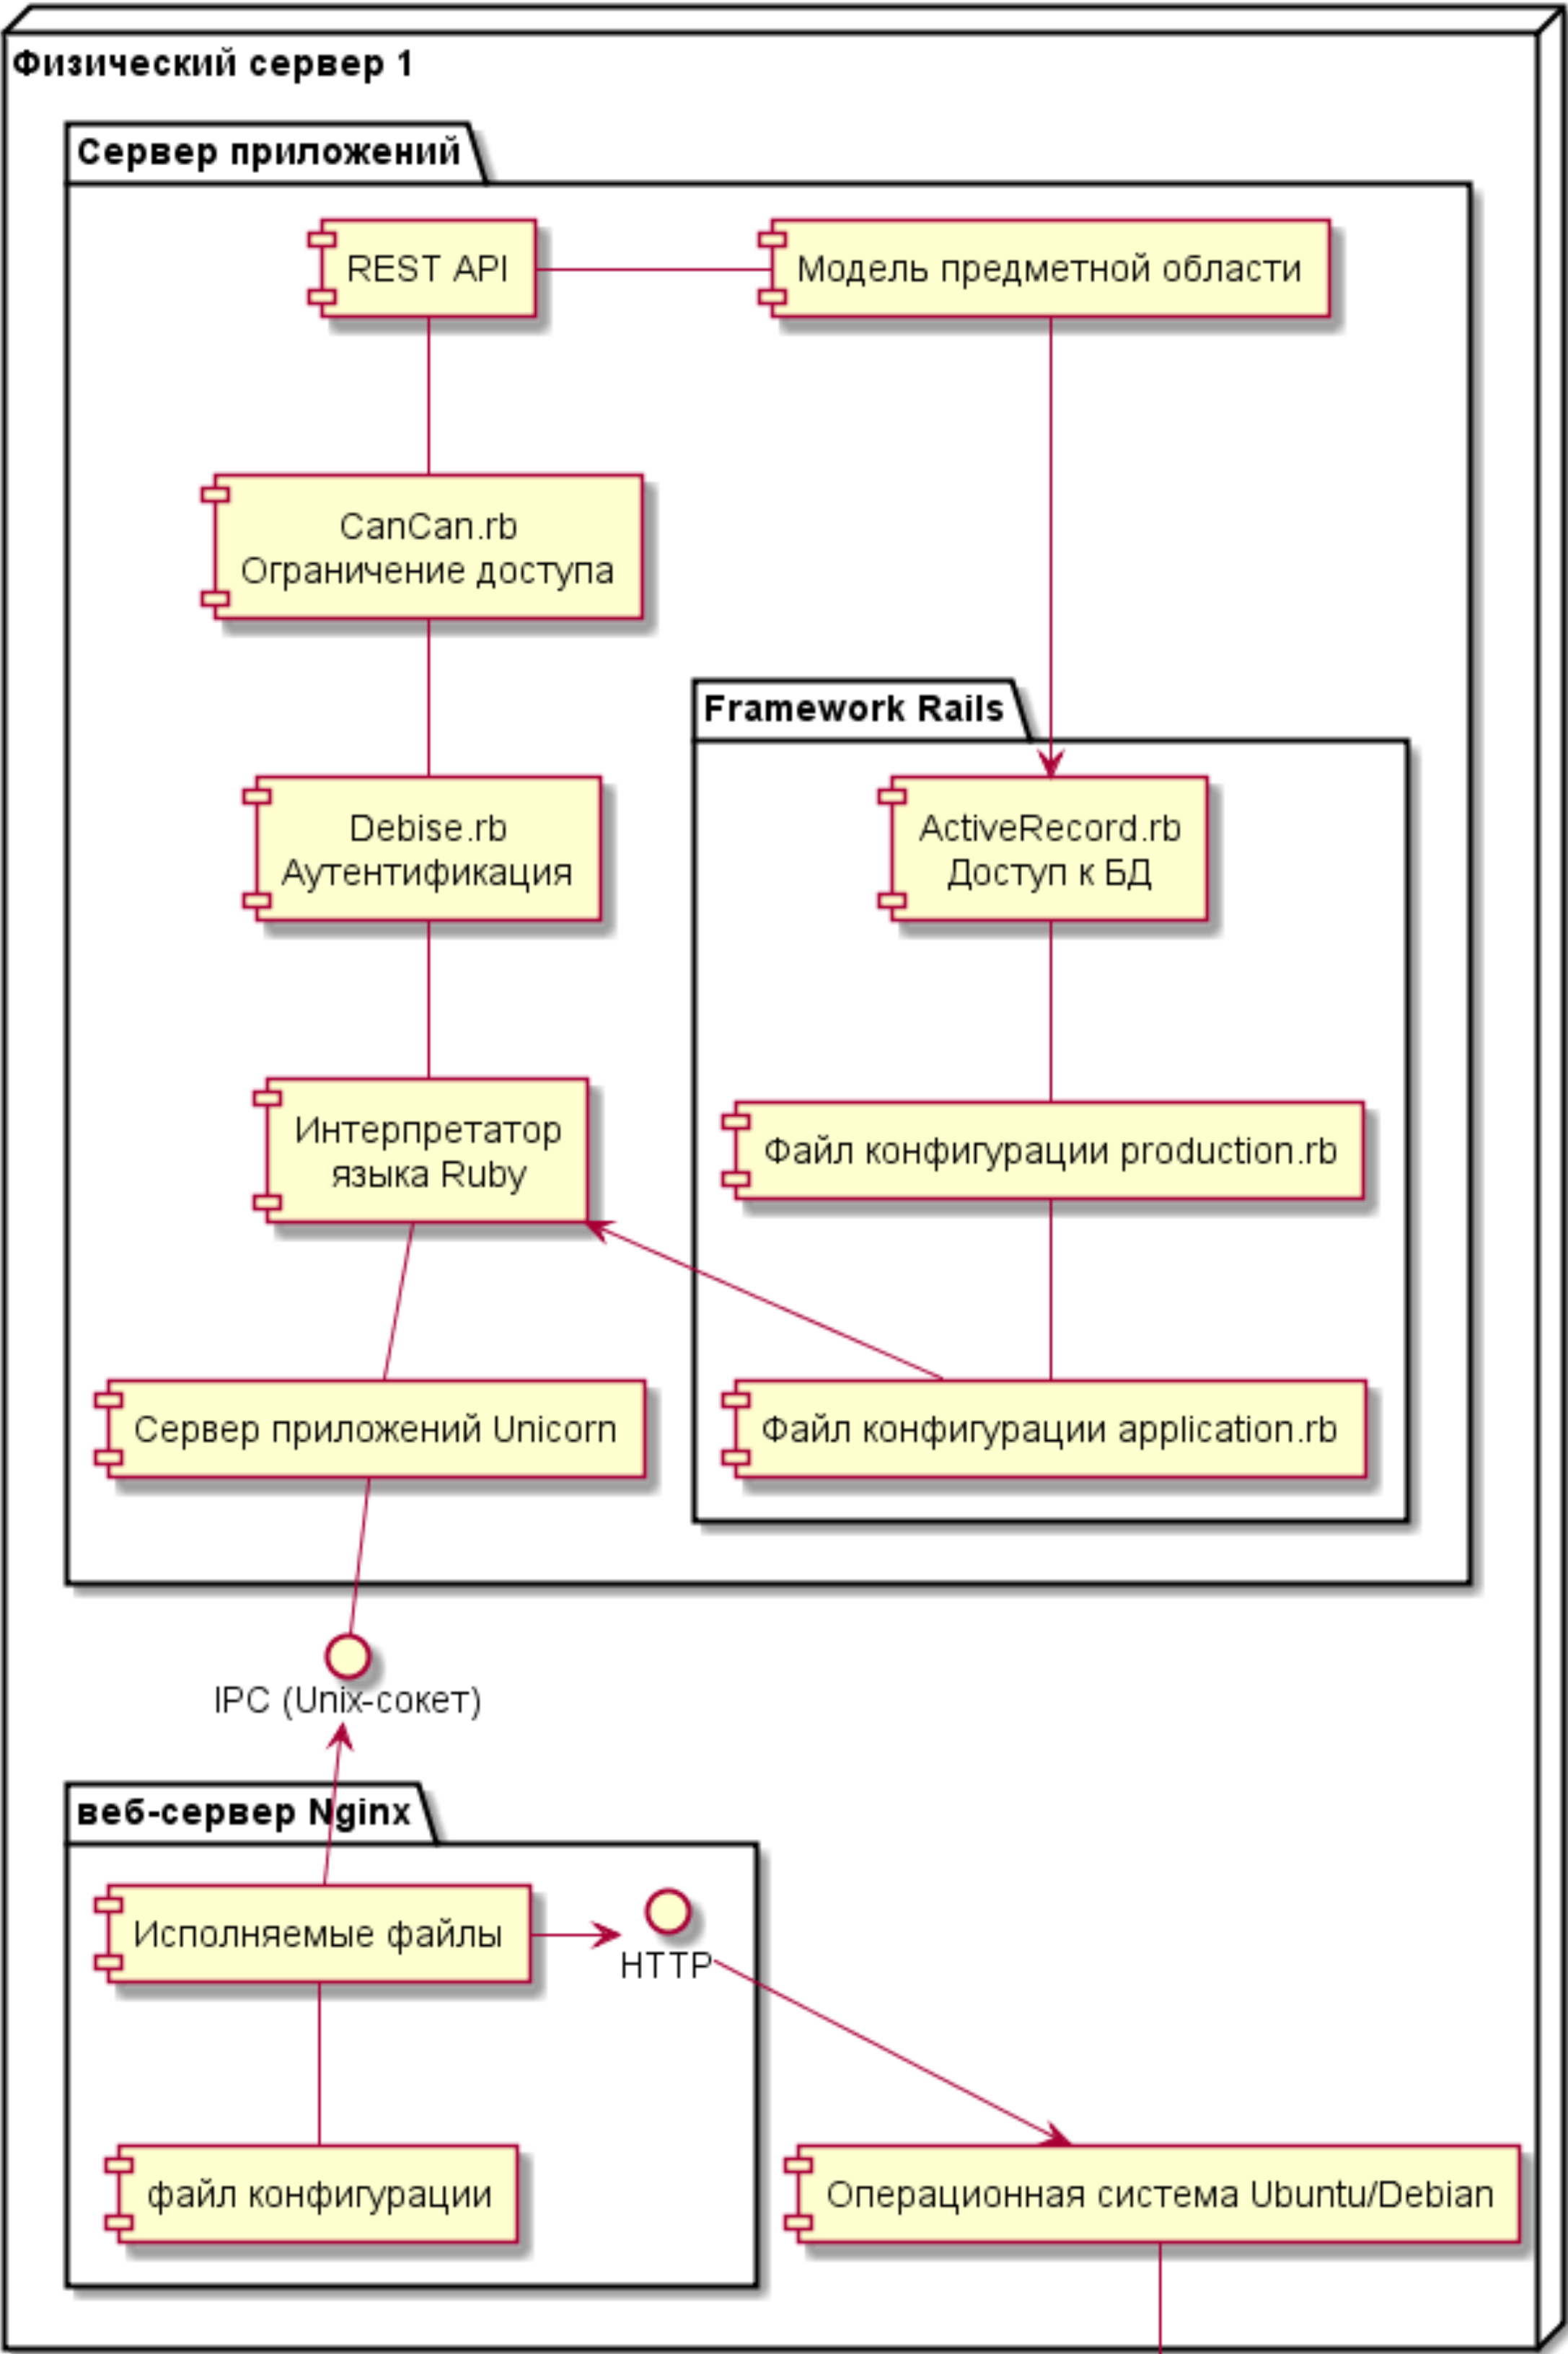 Физический сервер 1
Сервер приложений
REST API
Модель предметной области
CanCan.rb
Ограничение доступа
Framework Rails
Debise.rb
Аутентификация
ActiveRecord.rb
Доступ к БД
Интерпретатор
языка Ruby
Файл конфигурации production.rb
Сервер приложений Unicorn
Файл конфигурации application.rb
IPC (Unix-сокет)
веб-сервер Nginx
Исполняемые файлы
HTTP
файл конфигурации
Операционная система Ubuntu/Debian